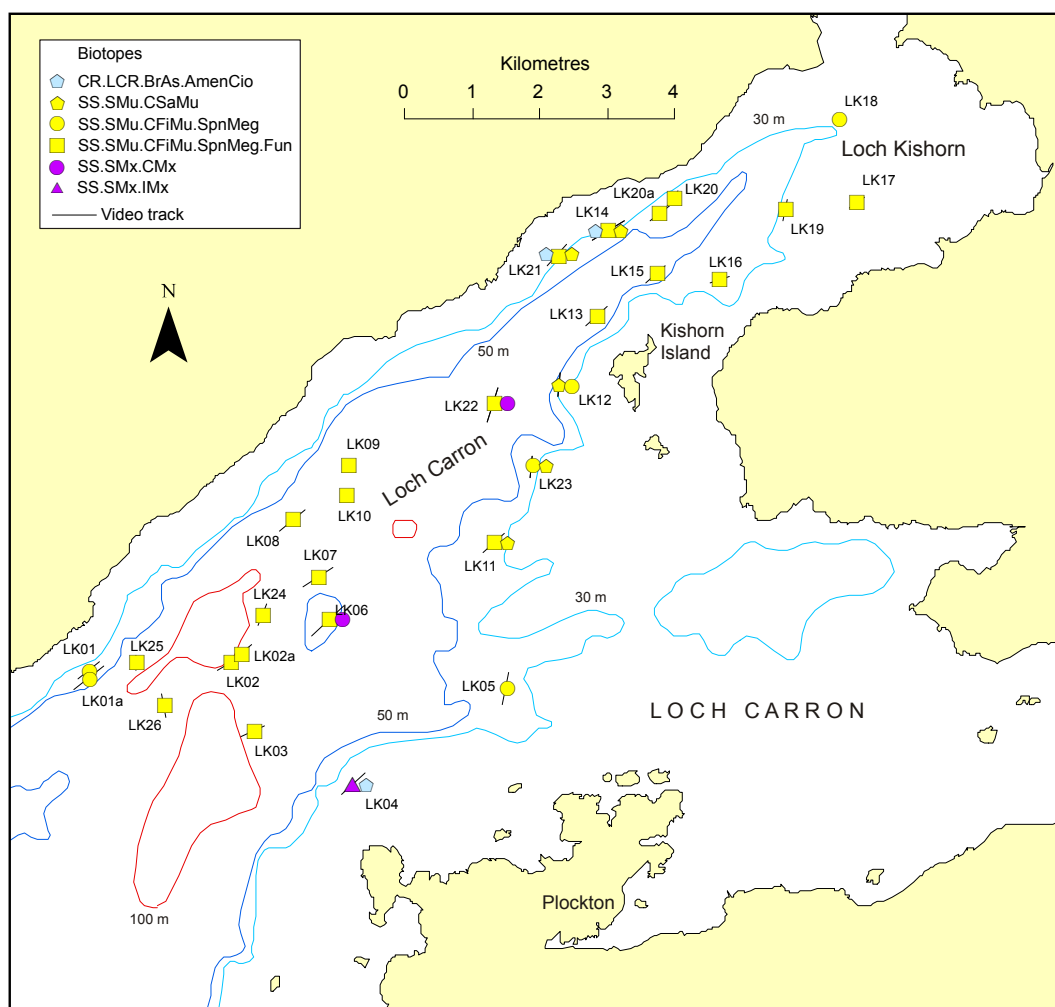 Biotopes
CR.LCR.BrAs.AmenCio
SS.SMu.CSaMu
SS.SMu.CFiMu.SpnMeg
SS.SMu.CFiMu.SpnMeg.Fun
SS.SMx.CMx
SS.SMx.IMx
Video track
Kilometres
0 1 2 3 4
30 m
LK18
Loch Kishorn
LK17
LK20a
LK20
LK14
LK19
LK21
LK15
LK16
N
LK13
Kishorn
Island
50 m
LK12
LK22
LK09
Loch Carron
LK23
LK10
LK08
LK11
LK07
LK24
LK06
30 m
LK01
LK25
LK02a
LK02
LK01a
LK05
LK26
50 m
LOCH CARRON
LK03
LK04
Plockton
100 m